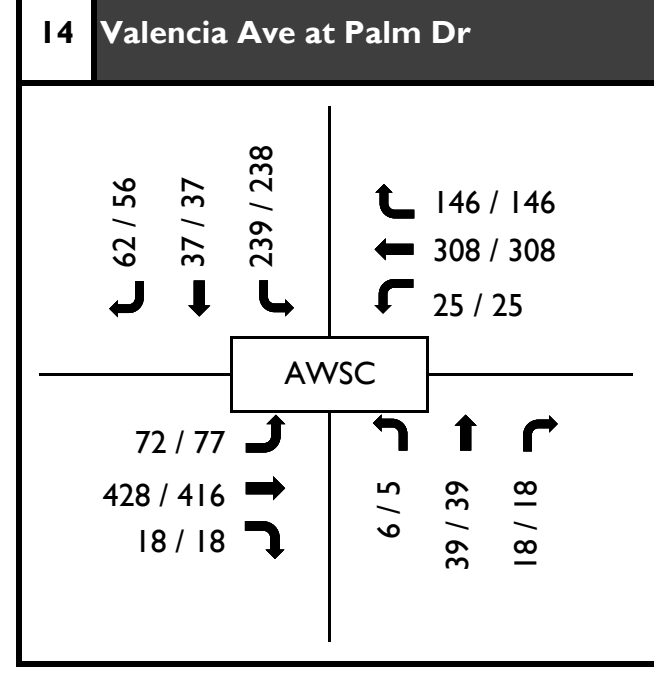 14 Valencia Ave at Palm Dr
62 / 56
37 / 37
239 / 238
146 / 146
308 / 308
25 / 25
AWSC
72 / 77
428 / 416
18 / 18
6 / 5
39 / 39
18 / 18